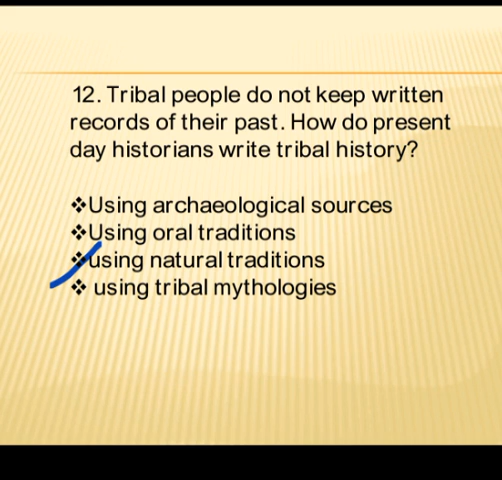 12. Tribal people do not keep written
records of their past. How do present
day historians write tribal history?
❖Using archaeological sources
❖Using oral traditions
❖using natural traditions
❖ using tribal mythologies